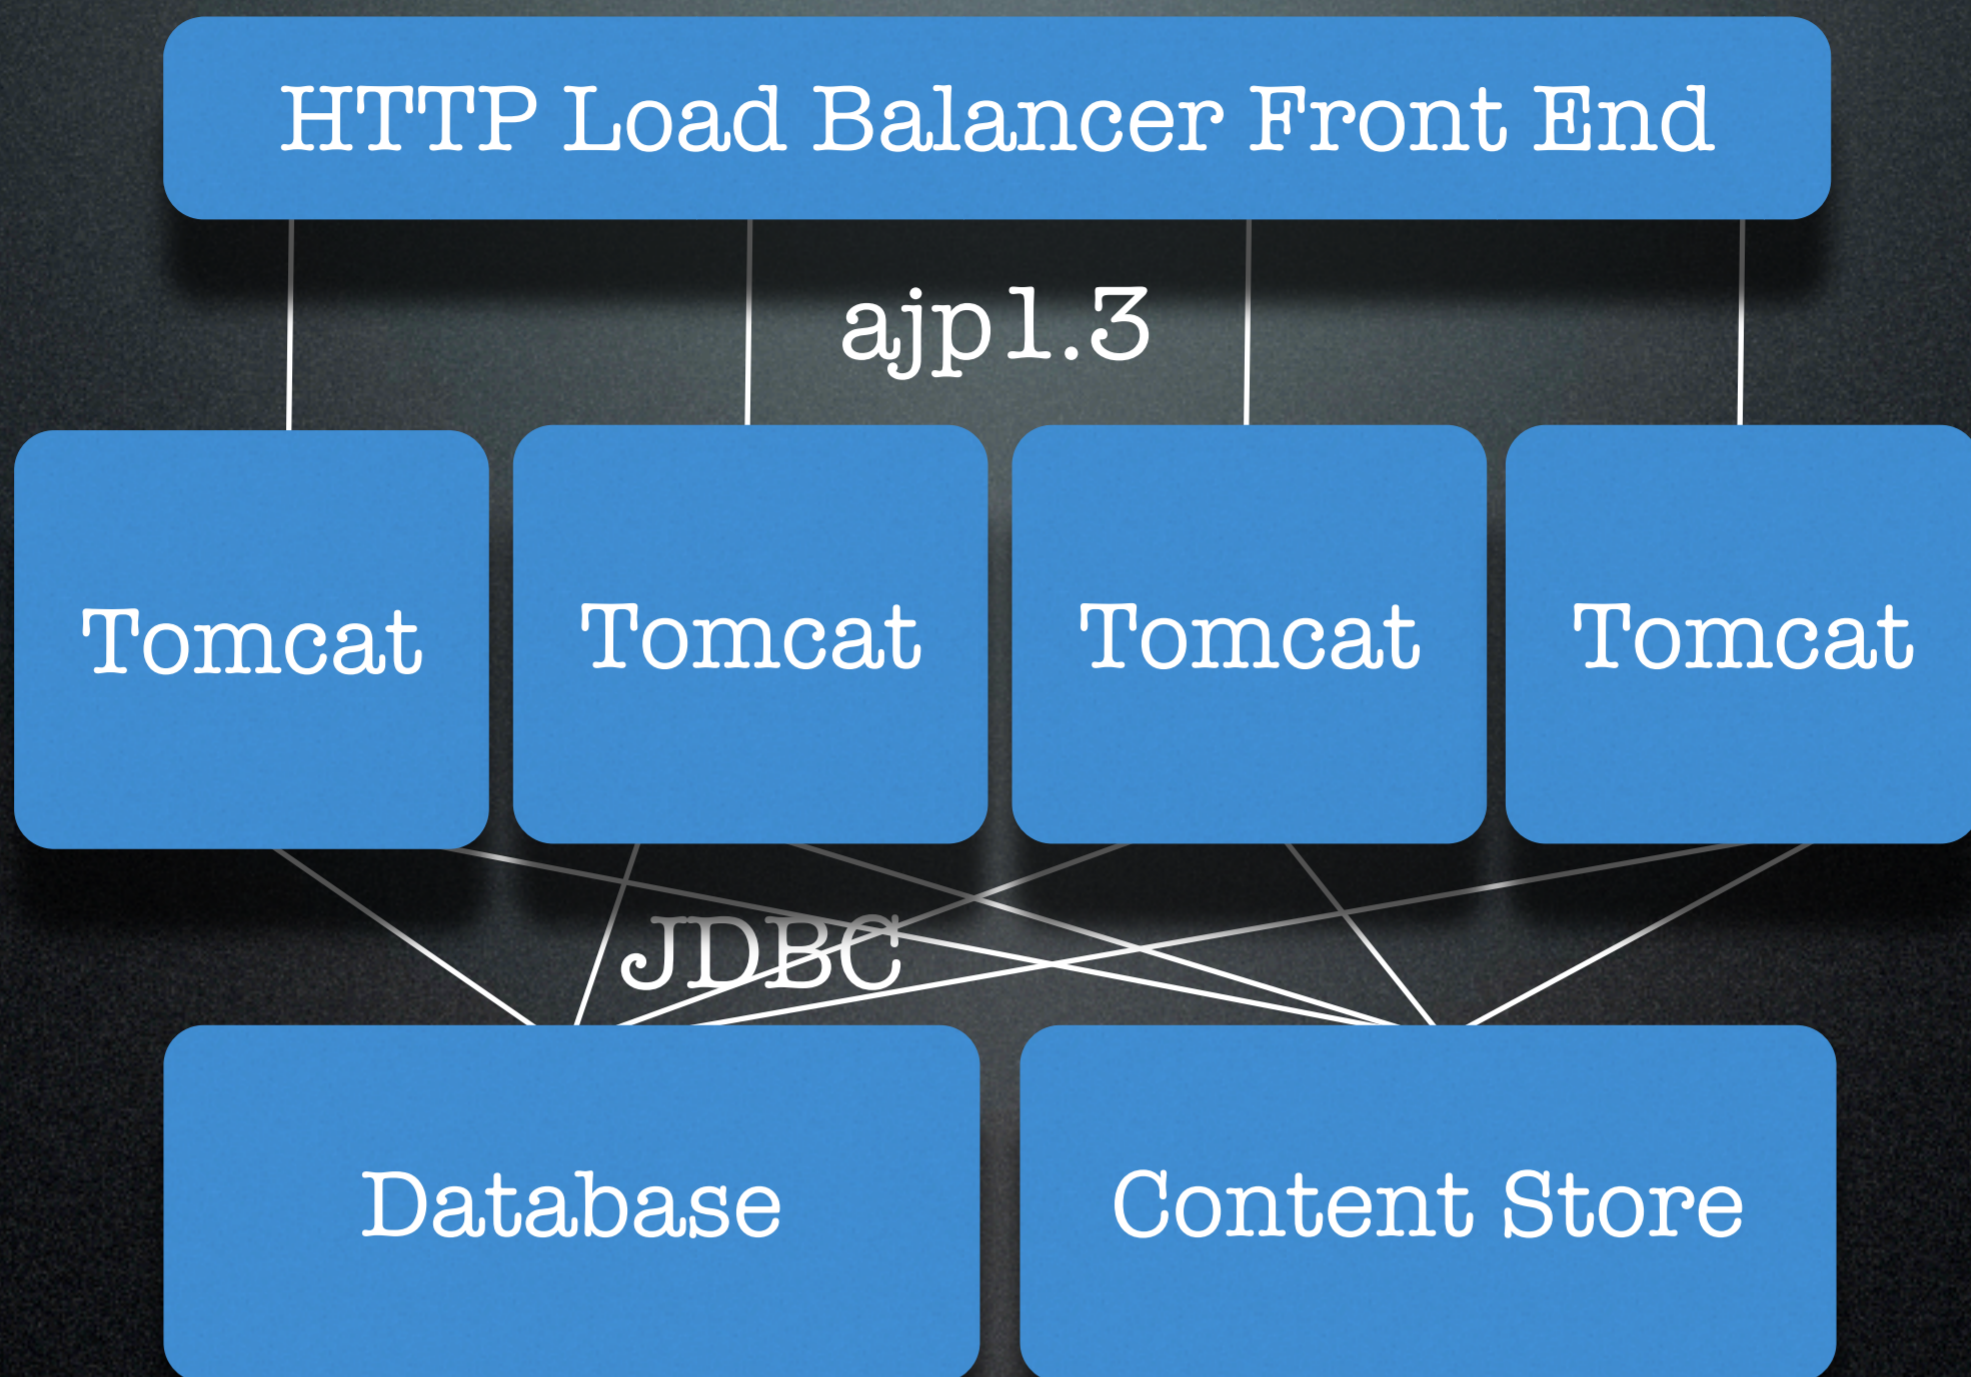 HTTP Load Balancer Front End
ajp1.3
Tomcat
Tomcat
Tomcat
Tomcat
JDBC
Database
Content Store